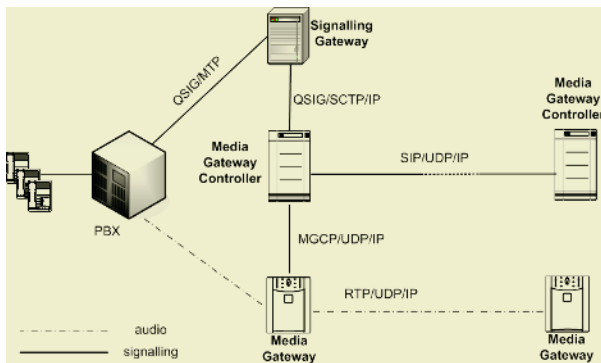 Signalling
Gateway
QSIG/MTP
QSIG/SCTP/IP
Media
Gateway
Controller
Media
Gateway
Controller
SIP/UDP/IP
PBX
MGCP/UDP/IP
RTP/UDP/IP
Media
Gateway
Media
Gateway
audio
signalling